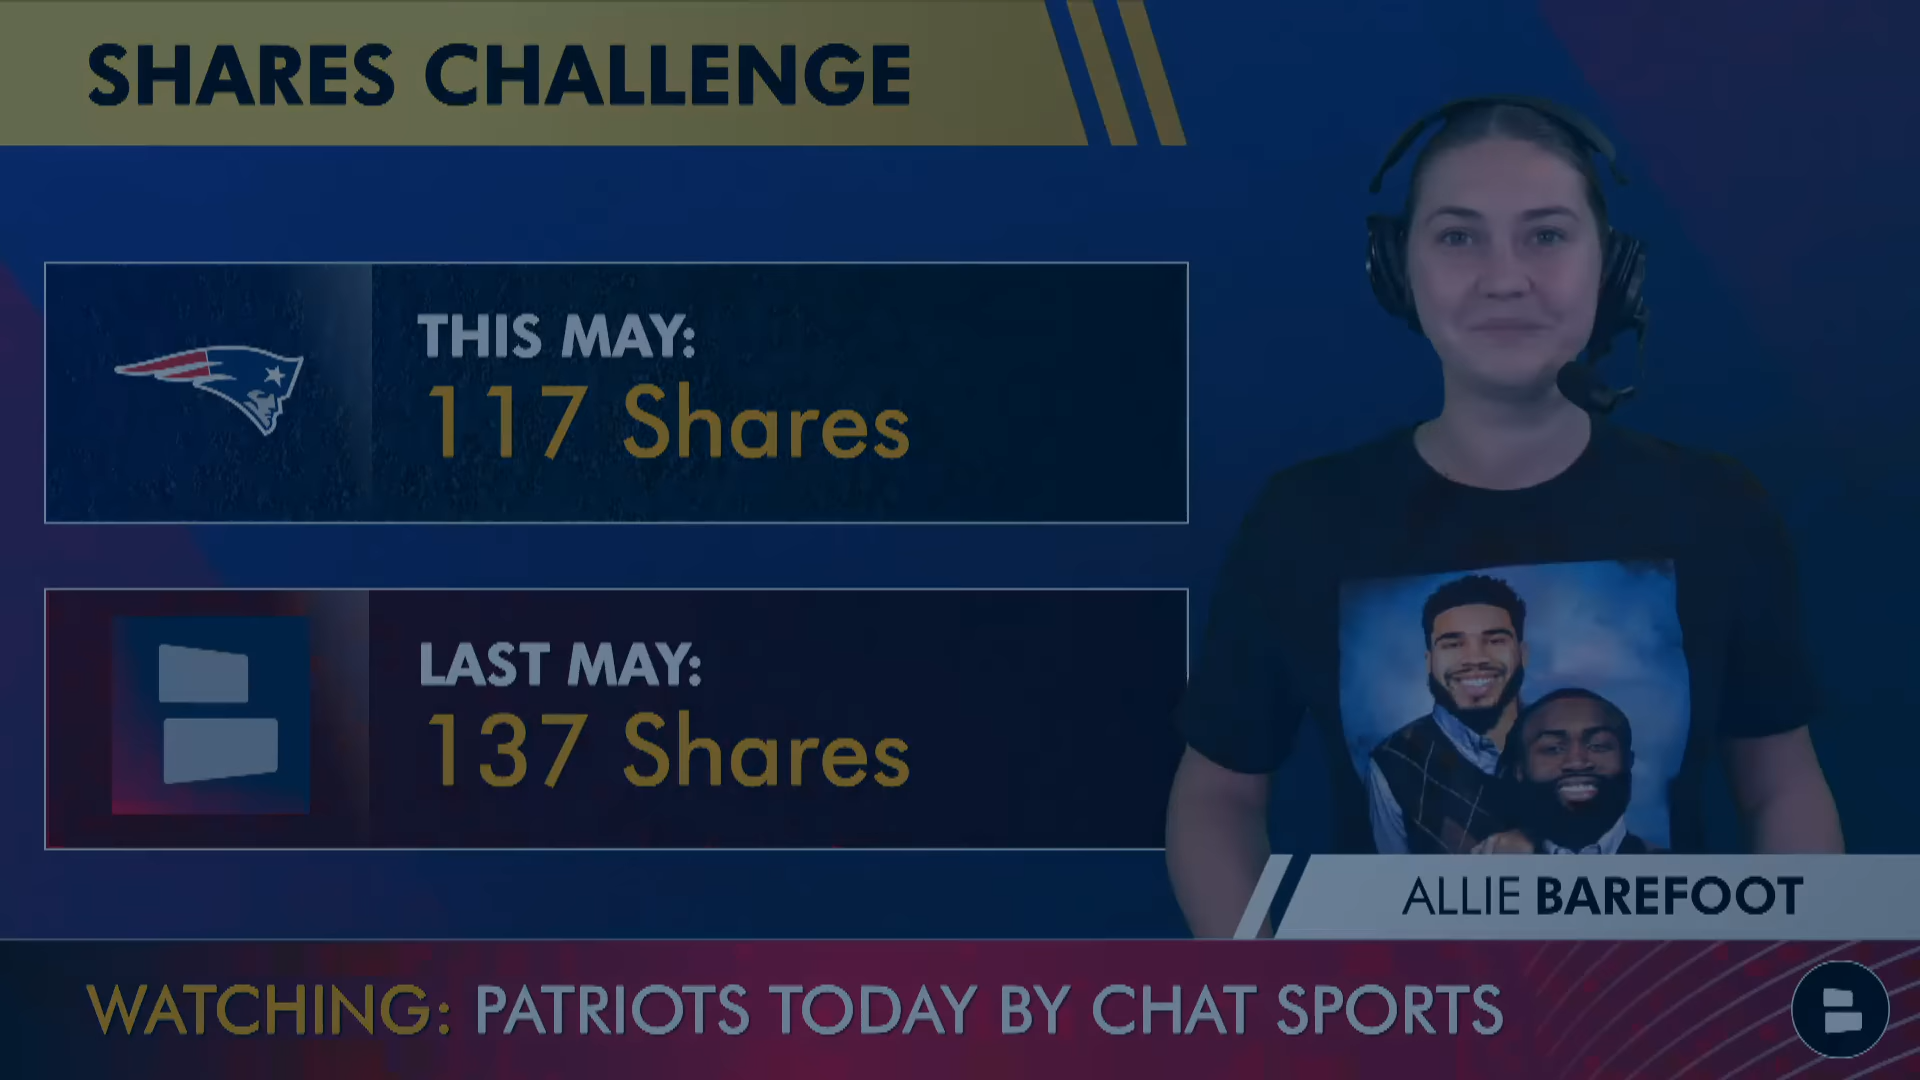 SHARES CHALLENGE
THIS MAY:
117 Shares
LAST MAY:
137 Shares
ALLIE BAREFOOT
WATCHING: PATRIOTS TODAY BY CHAT SPORTS